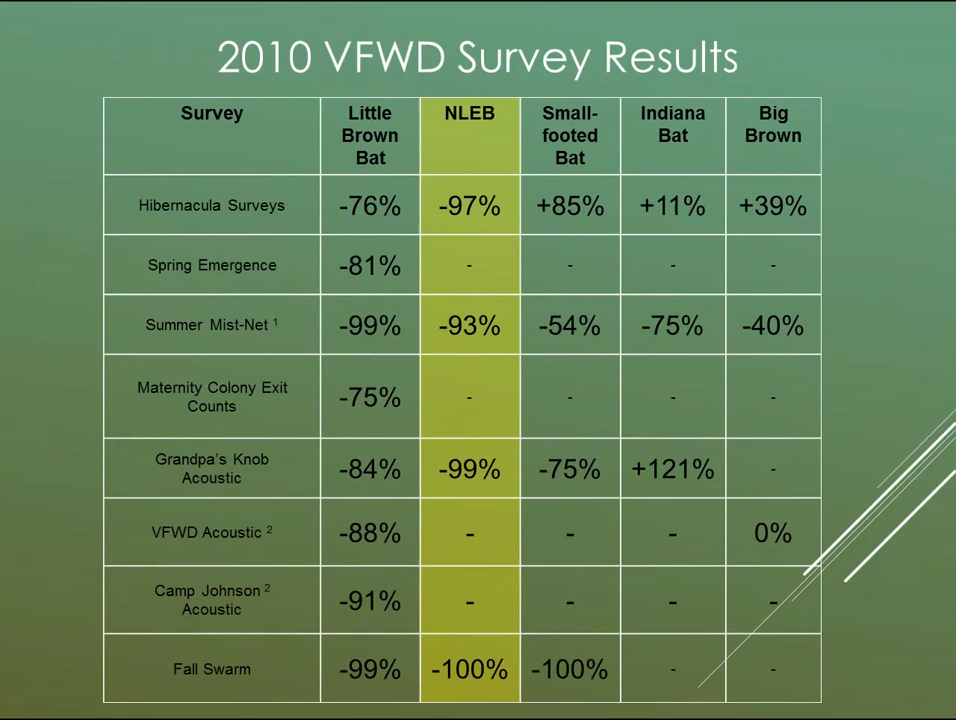 2010 VFWD Survey Results
Survey Little Brown Bat NLEB Small-footed Bat Indiana Bat Big Brown
Hibernacula Surveys -76% -97% +85% +11% +39%
Spring Emergence -81% - - - -
Summer Mist-Net ¹ -99% -93% -54% -75% -40%
Maternity Colony Exit Counts -75% - - - -
Grandpa's Knob Acoustic -84% -99% -75% +121% -
VFWD Acoustic ² -88% - - - 0%
Camp Johnson ² Acoustic -91% - - - -
Fall Swarm -99% -100% -100% - -